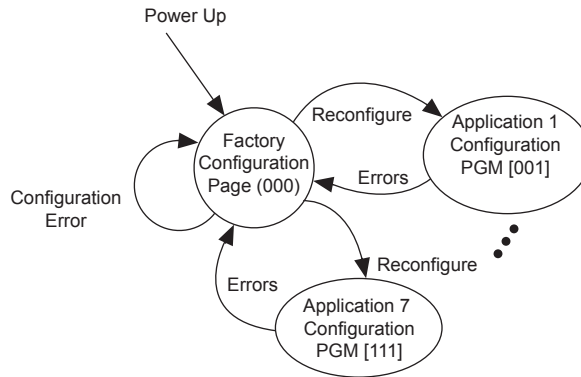 Power Up
Factory
Configuration
Page (000)
Reconfigure
Application 1
Configuration
PGM [001]
Errors
Configuration
Error
Reconfigure
Errors
Application 7
Configuration
PGM [111]